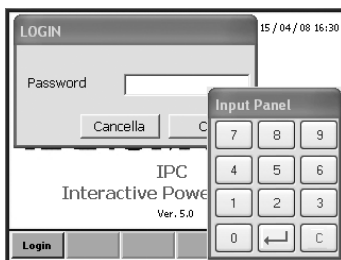 LOGIN
15/04/08 16:30
Password
Cancella
Input Panel
7 8 9
4 5 6
1 2 3
0 C
IPC
Interactive Powe
Ver. 5.0
Login